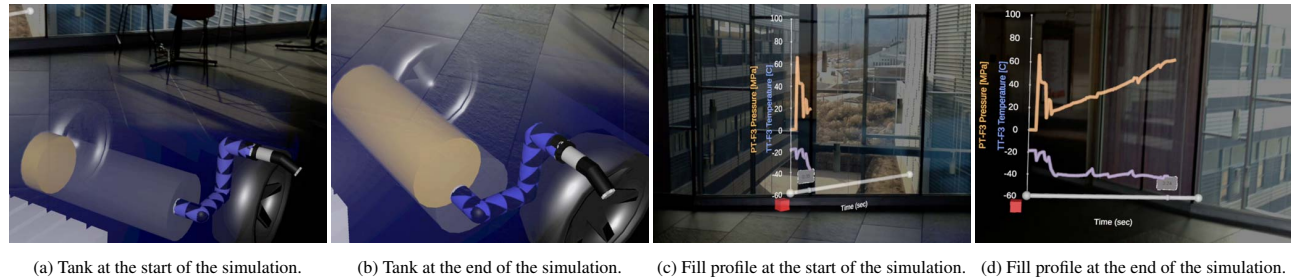 100
80
60
40
20
0
-20
-40
-60
PT-F3 Pressure [MPa]
TT-F3 Temperature [C]
Time (sec)
100
80
60
40
20
0
-20
-40
-60
PT-F3 Pressure [MPa]
TT-F3 Temperature [C]
Time (sec)
(a) Tank at the start of the simulation.
(b) Tank at the end of the simulation.
(c) Fill profile at the start of the simulation.
(d) Fill profile at the end of the simulation.